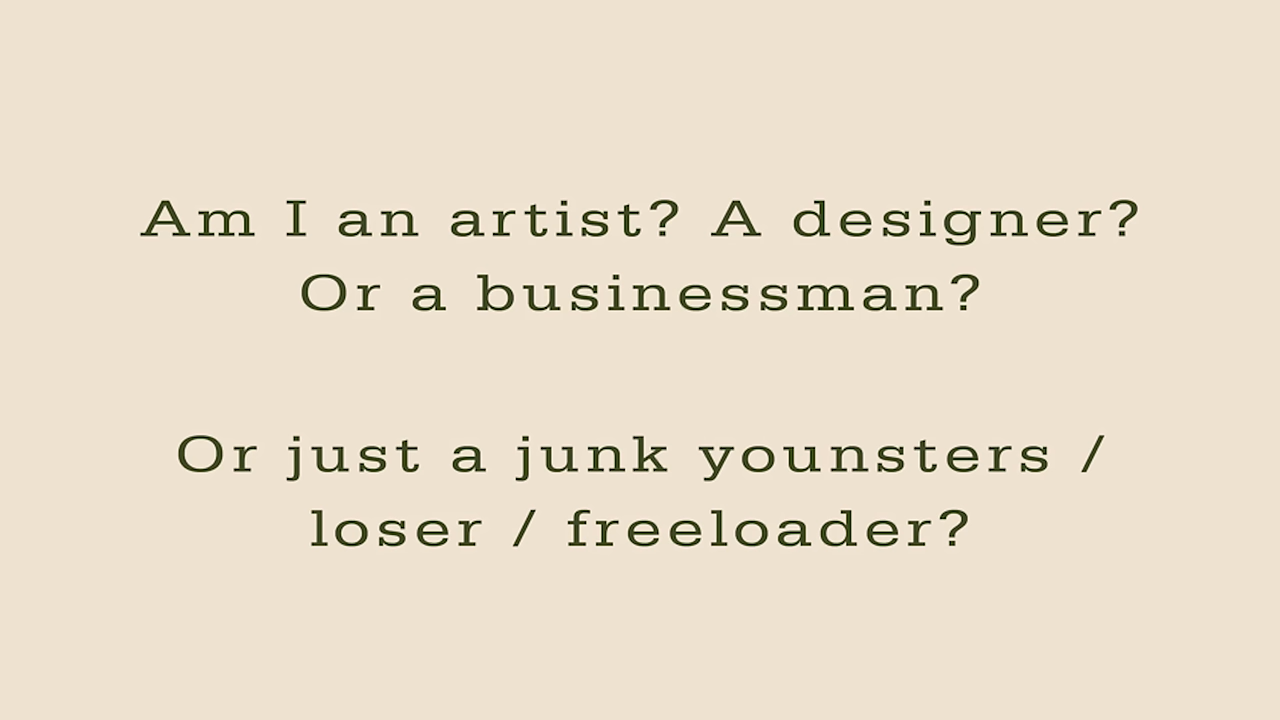 Am I an artist? A designer?
Or a businessman?
Or just a junk younsters /
loser / freeloader?